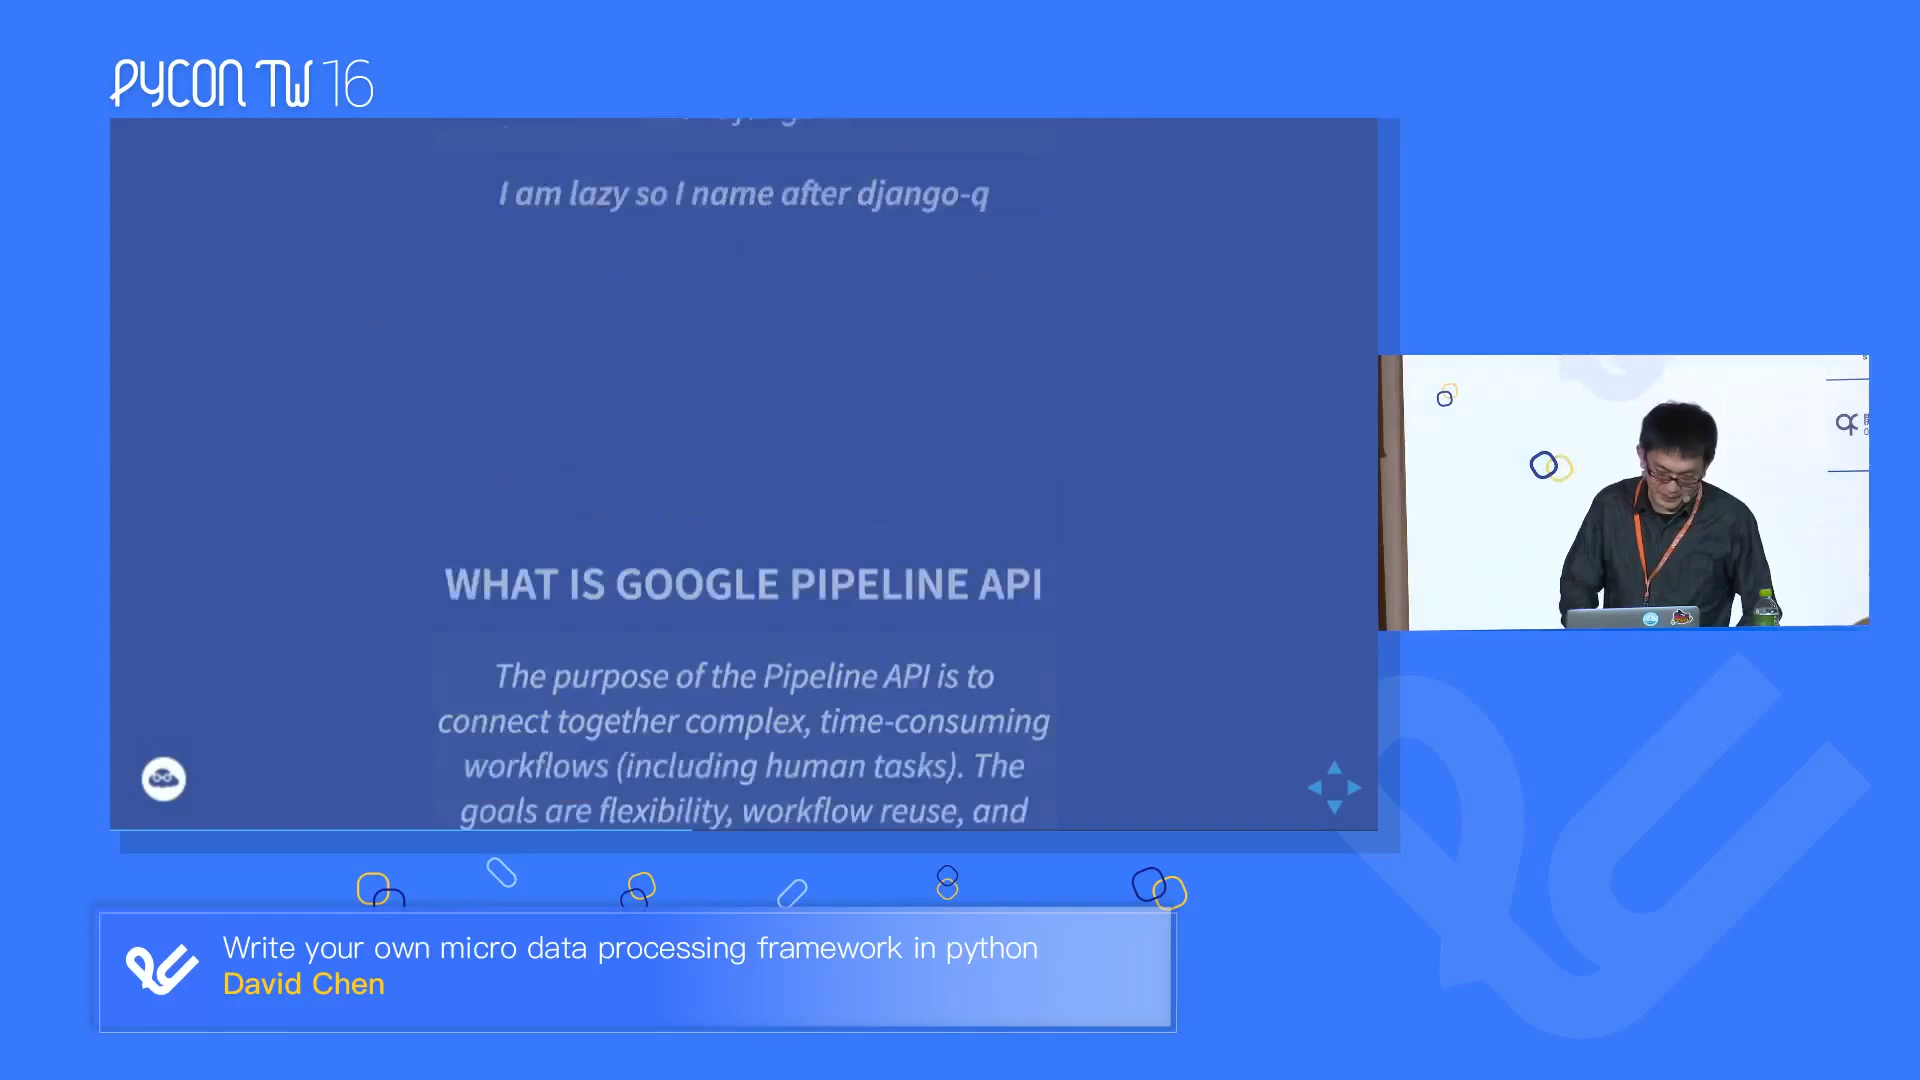 PYCON TW 16
I am lazy so I name after django-q
WHAT IS GOOGLE PIPELINE API
The purpose of the Pipeline API is to
connect together complex, time-consuming
workflows (including human tasks). The
goals are flexibility, workflow reuse, and
Write your own micro data processing framework in python
David Chen